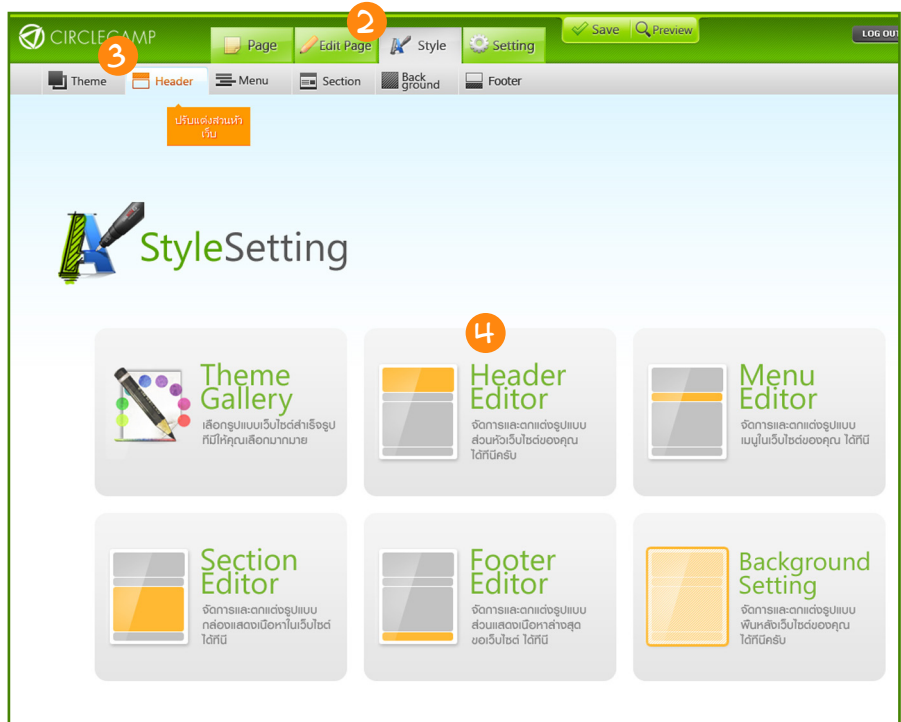 2
CIRCLECAMP
Page
Edit Page
Style
Setting
Save
Preview
LOG OUT
3
Theme
Header
Menu
Section
Back
ground
Footer
ปรับแต่งสวนหัว
เว็บ
StyleSetting
4
Theme
Gallery
เลือกรูปแบบเว็บไซต์สำเร็จรูป
ที่มีให้คุณเลือกมากมาย
Header
Editor
จัดการและตกแต่งรูปแบบ
ส่วนหัวเว็บไซต์ของคุณ
ได้ที่นี่ครับ
Menu
Editor
จัดการและตกแต่งรูปแบบ
เมนูในเว็บไซต์ของคุณ ได้ที่นี่
Section
Editor
จัดการและตกแต่งรูปแบบ
กล่องแสดงเนื้อหาในเว็บไซต์
ได้ที่นี่
Footer
Editor
จัดการและตกแต่งรูปแบบ
ส่วนแสดงเนื้อหาล่างสุด
ขอเว็บไซต์ ได้ที่นี่
Background
Setting
จัดการและตกแต่งรูปแบบ
พื้นหลังเว็บไซต์ของคุณ
ได้ที่นี่ครับ